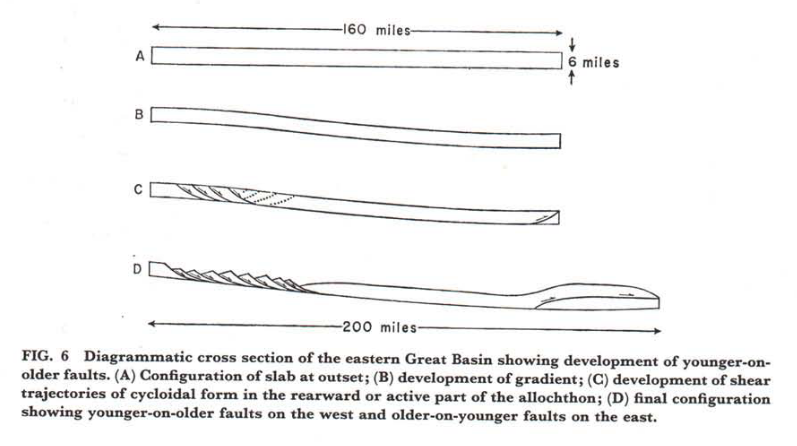 160 miles
A
6 miles
B
C
D
200 miles
FIG. 6 Diagrammatic cross section of the eastern Great Basin showing development of younger-on-
older faults. (A) Configuration of slab at outset; (B) development of gradient; (C) development of shear
trajectories of cycloidal form in the rearward or active part of the allochthon; (D) final configuration
showing younger-on-older faults on the west and older-on-younger faults on the east.